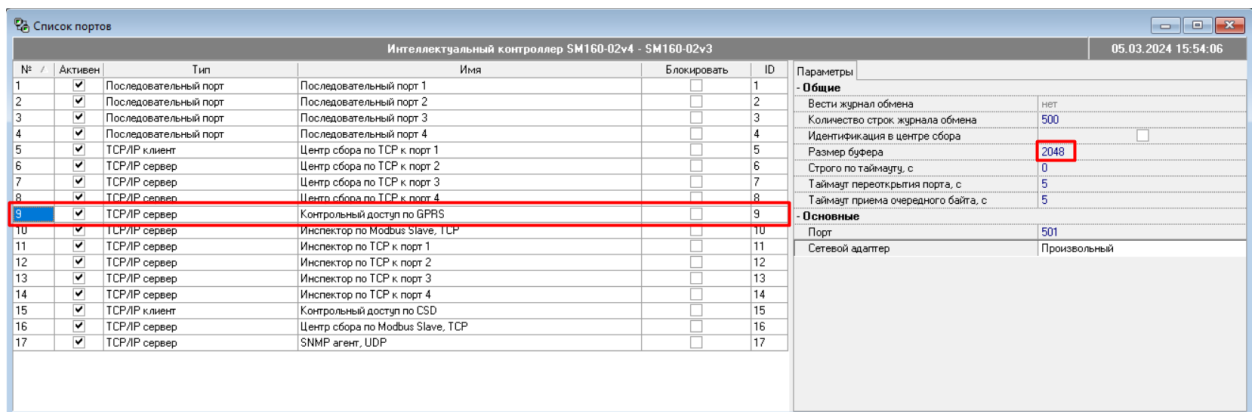 Список портов
Интеллектуальный контроллер SM160-02v4 - SM160-02v3 05.03.2024 15:54:06
№ / Активен Тип Имя Блокировать ID
1 Последовательный порт Последовательный порт 1 1
2 Последовательный порт Последовательный порт 2 2
3 Последовательный порт Последовательный порт 3 3
4 Последовательный порт Последовательный порт 4 4
5 TCP/IP клиент Центр сбора по TCP к порт 1 5
6 TCP/IP сервер Центр сбора по TCP к порт 2 6
7 TCP/IP сервер Центр сбора по TCP к порт 3 7
8 TCP/IP сервер Центр сбора по TCP к порт 4 8
9 TCP/IP сервер Контрольный доступ по GPRS 9
10 TCP/IP сервер Инспектор по Modbus Slave, TCP 10
11 TCP/IP сервер Инспектор по TCP к порт 1 11
12 TCP/IP сервер Инспектор по TCP к порт 2 12
13 TCP/IP сервер Инспектор по TCP к порт 3 13
14 TCP/IP сервер Инспектор по TCP к порт 4 14
15 TCP/IP клиент Контрольный доступ по CSD 15
16 TCP/IP сервер Центр сбора по Modbus Slave, TCP 16
17 TCP/IP сервер SNMP агент, UDP 17
Параметры
- Общие
Вести журнал обмена нет
Количество строк журнала обмена 500
Идентификация в центре сбора
Размер буфера 2048
Строго по таймауту, с 0
Таймаут переоткрытия порта, с 5
Таймаут приема очередного байта, с 5
- Основные
Порт 501
Сетевой адаптер Произвольный